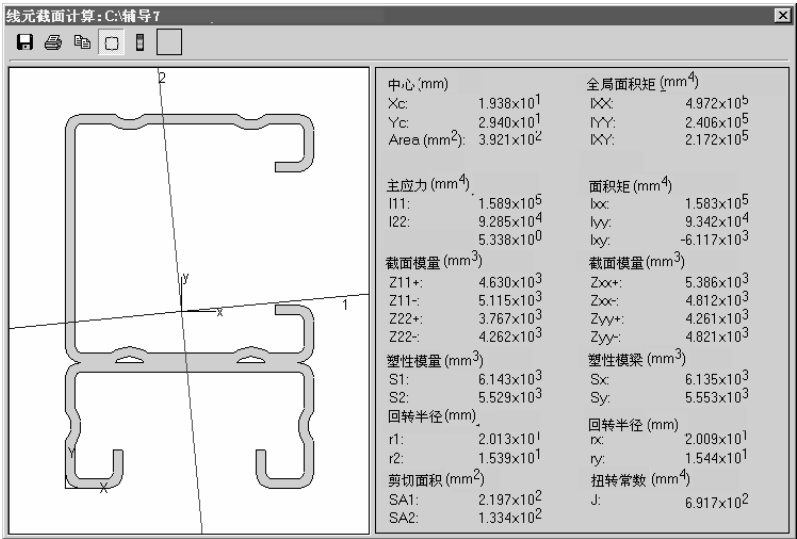 线元截面计算:C:\辅导7
2
y
1
x
Y
X
中心(mm)
Xc: 1.938x10¹
Yc: 2.940x10¹
Area (mm²): 3.921x10²
全局面积矩 (mm⁴)
IXX: 4.972x10⁵
IYY: 2.406x10⁵
IXY: 2.172x10⁵
主应力 (mm⁴)
I11: 1.589x10⁵
I22: 9.285x10⁴
5.338x10⁰
面积矩 (mm⁴)
Ixx: 1.583x10⁵
Iyy: 9.342x10⁴
Ixy: -6.117x10³
截面模量 (mm³)
Z11+: 4.630x10³
Z11-: 5.115x10³
Z22+: 3.767x10³
Z22-: 4.262x10³
截面模量 (mm³)
Zxx+: 5.386x10³
Zxx-: 4.812x10³
Zyy+: 4.261x10³
Zyy-: 4.821x10³
塑性模量 (mm³)
S1: 6.143x10³
S2: 5.529x10³
塑性模梁 (mm³)
Sx: 6.135x10³
Sy: 5.553x10³
回转半径(mm)
r1: 2.013x10¹
r2: 1.539x10¹
回转半径 (mm)
rx: 2.009x10¹
ry: 1.544x10¹
剪切面积 (mm²)
SA1: 2.197x10²
SA2: 1.334x10²
扭转常数 (mm⁴)
J: 6.917x10²